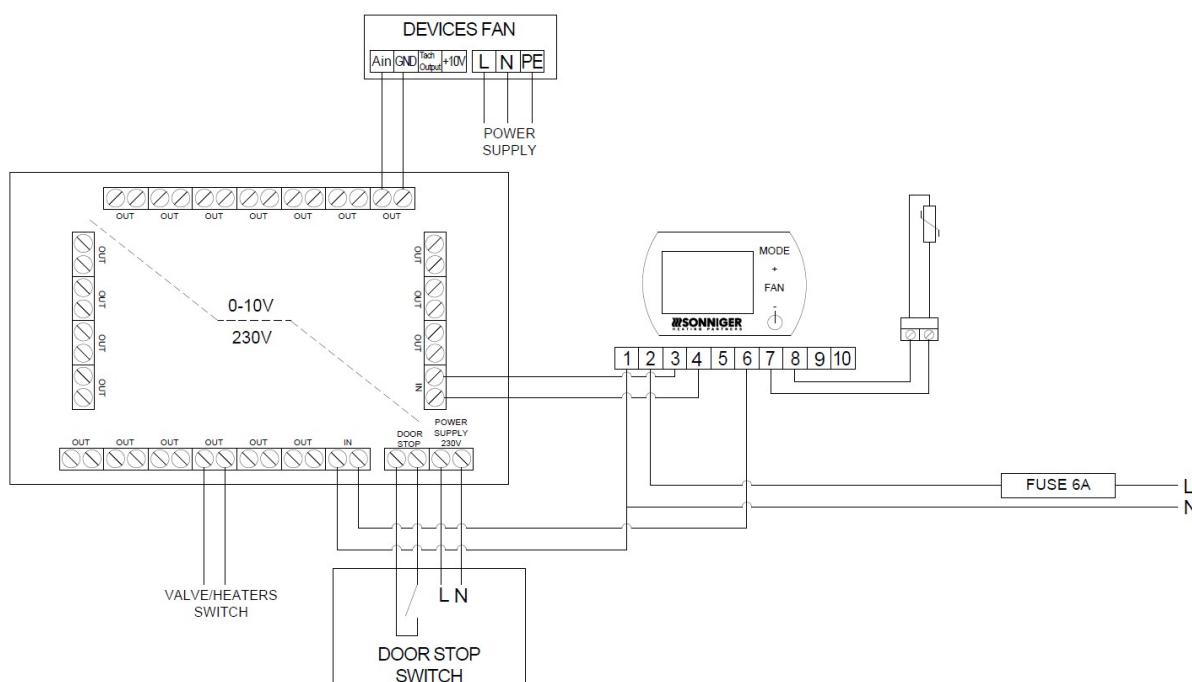 DEVICES FAN
Ain GND Tach Output +10V L N PE
POWER
SUPPLY
OUT OUT OUT OUT OUT OUT OUT
OUT
OUT
OUT
OUT
OUT
OUT
OUT
IN
0-10V
230V
MODE
+
FAN
-
SONNIGER
HEATING PARTNERS
1 2 3 4 5 6 7 8 9 10
OUT OUT OUT OUT OUT OUT IN
DOOR
STOP
POWER
SUPPLY
230V
FUSE 6A
L
N
VALVE/HEATERS
SWITCH
L N
DOOR STOP
SWITCH